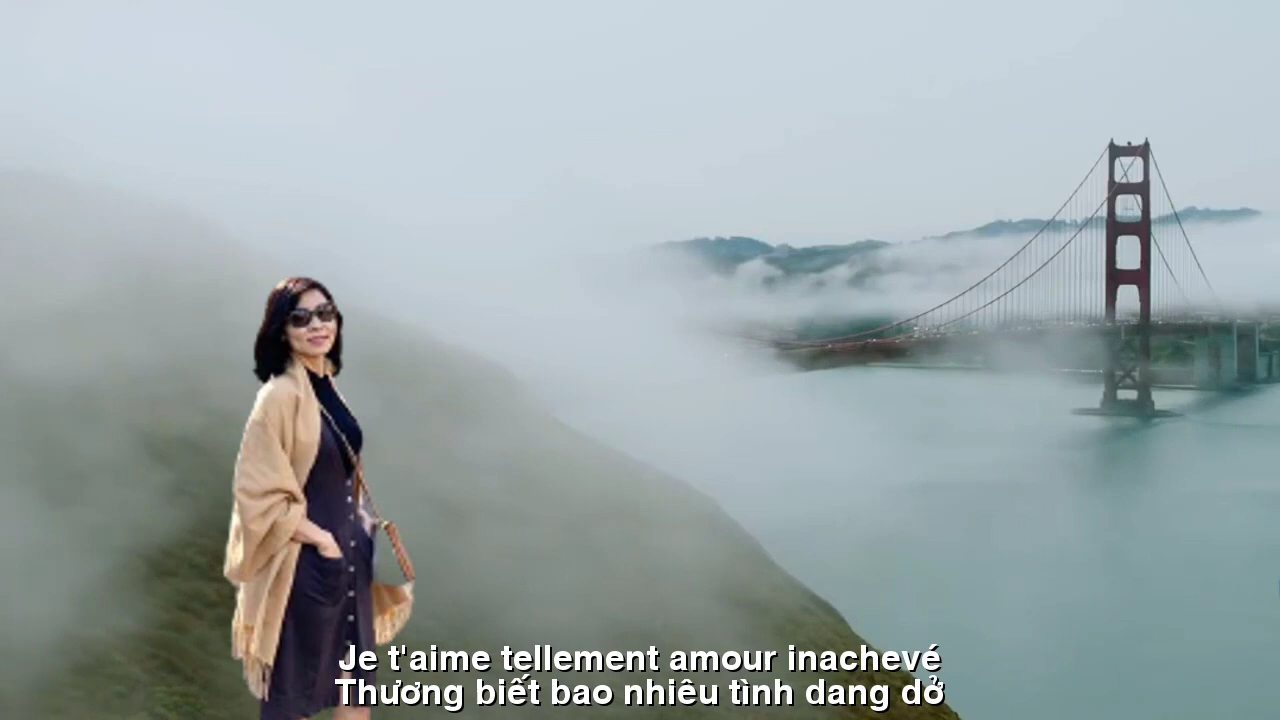 Je t'aime tellement amour inachevé
Thương biết bao nhiêu tình dang dở